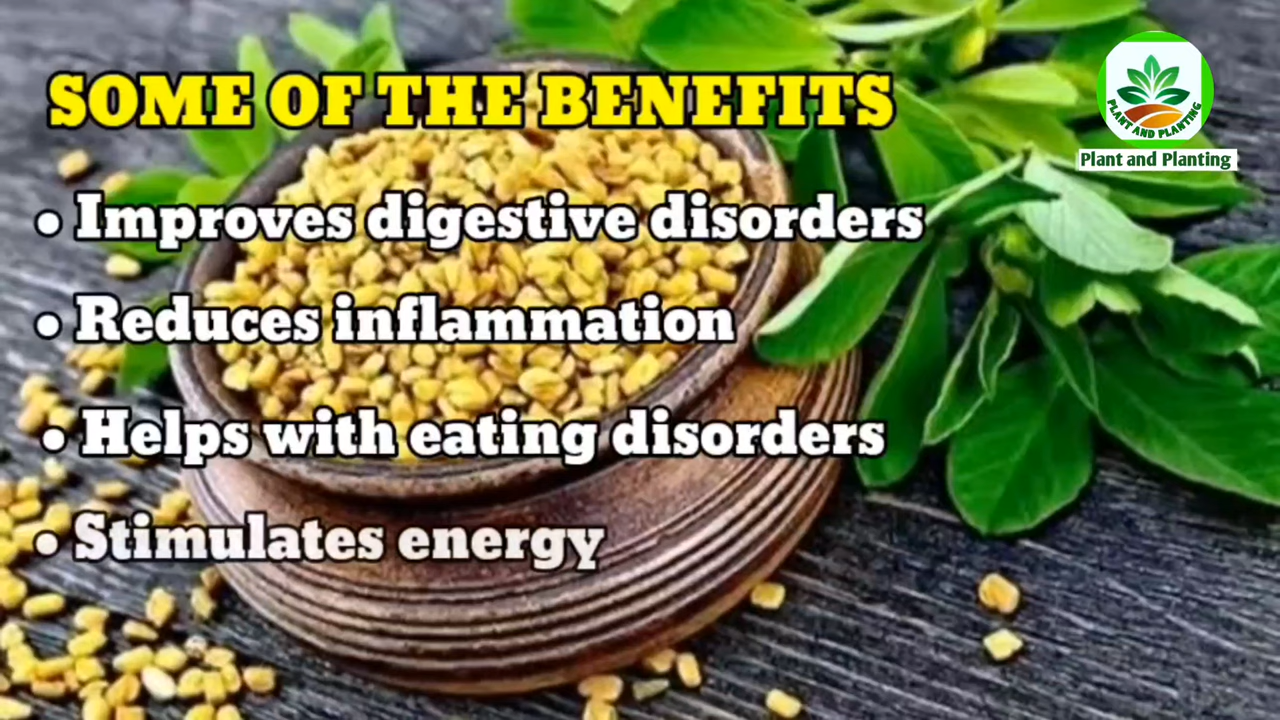 SOME OF THE BENEFITS
PLANT AND PLANTING
Plant and Planting
• Improves digestive disorders
• Reduces inflammation
• Helps with eating disorders
• Stimulates energy